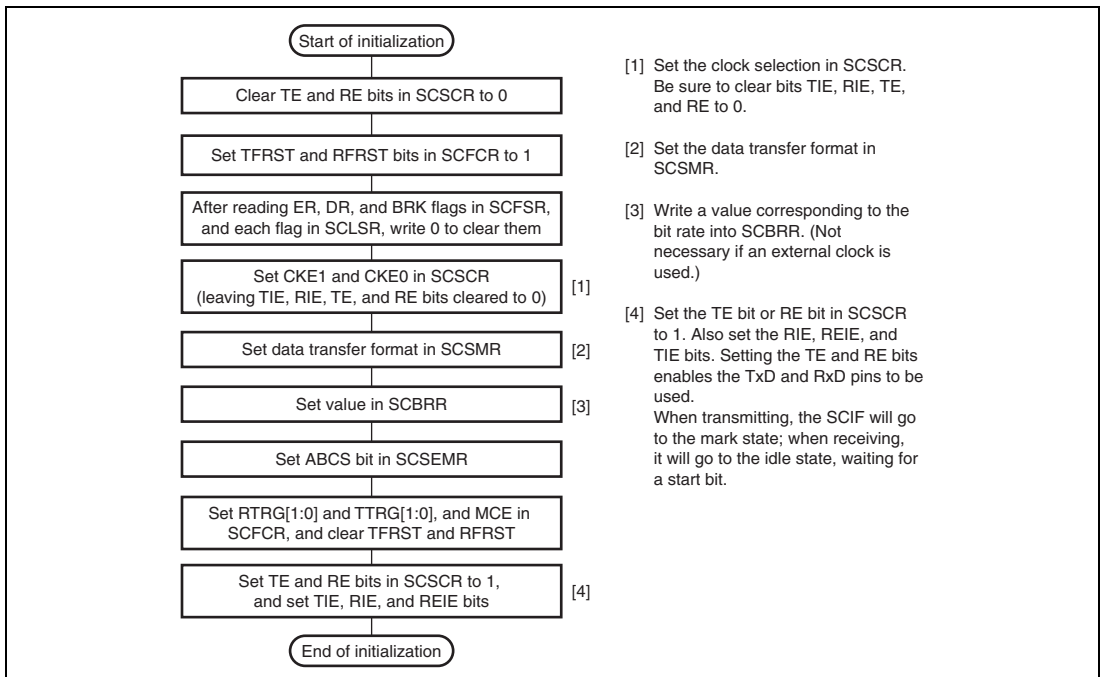 Start of initialization
Clear TE and RE bits in SCSCR to 0
Set TFRST and RFRST bits in SCFCR to 1
After reading ER, DR, and BRK flags in SCFSR,
and each flag in SCLSR, write 0 to clear them
Set CKE1 and CKE0 in SCSCR
(leaving TIE, RIE, TE, and RE bits cleared to 0)
[1]
Set data transfer format in SCSMR
[2]
Set value in SCBRR
[3]
Set ABCS bit in SCSEMR
Set RTRG[1:0] and TTRG[1:0], and MCE in
SCFCR, and clear TFRST and RFRST
Set TE and RE bits in SCSCR to 1,
and set TIE, RIE, and REIE bits
[4]
End of initialization
[1] Set the clock selection in SCSCR.
Be sure to clear bits TIE, RIE, TE,
and RE to 0.
[2] Set the data transfer format in
SCSMR.
[3] Write a value corresponding to the
bit rate into SCBRR. (Not
necessary if an external clock is
used.)
[4] Set the TE bit or RE bit in SCSCR
to 1. Also set the RIE, REIE, and
TIE bits. Setting the TE and RE bits
enables the TxD and RxD pins to be
used.
When transmitting, the SCIF will go
to the mark state; when receiving,
it will go to the idle state, waiting for
a start bit.